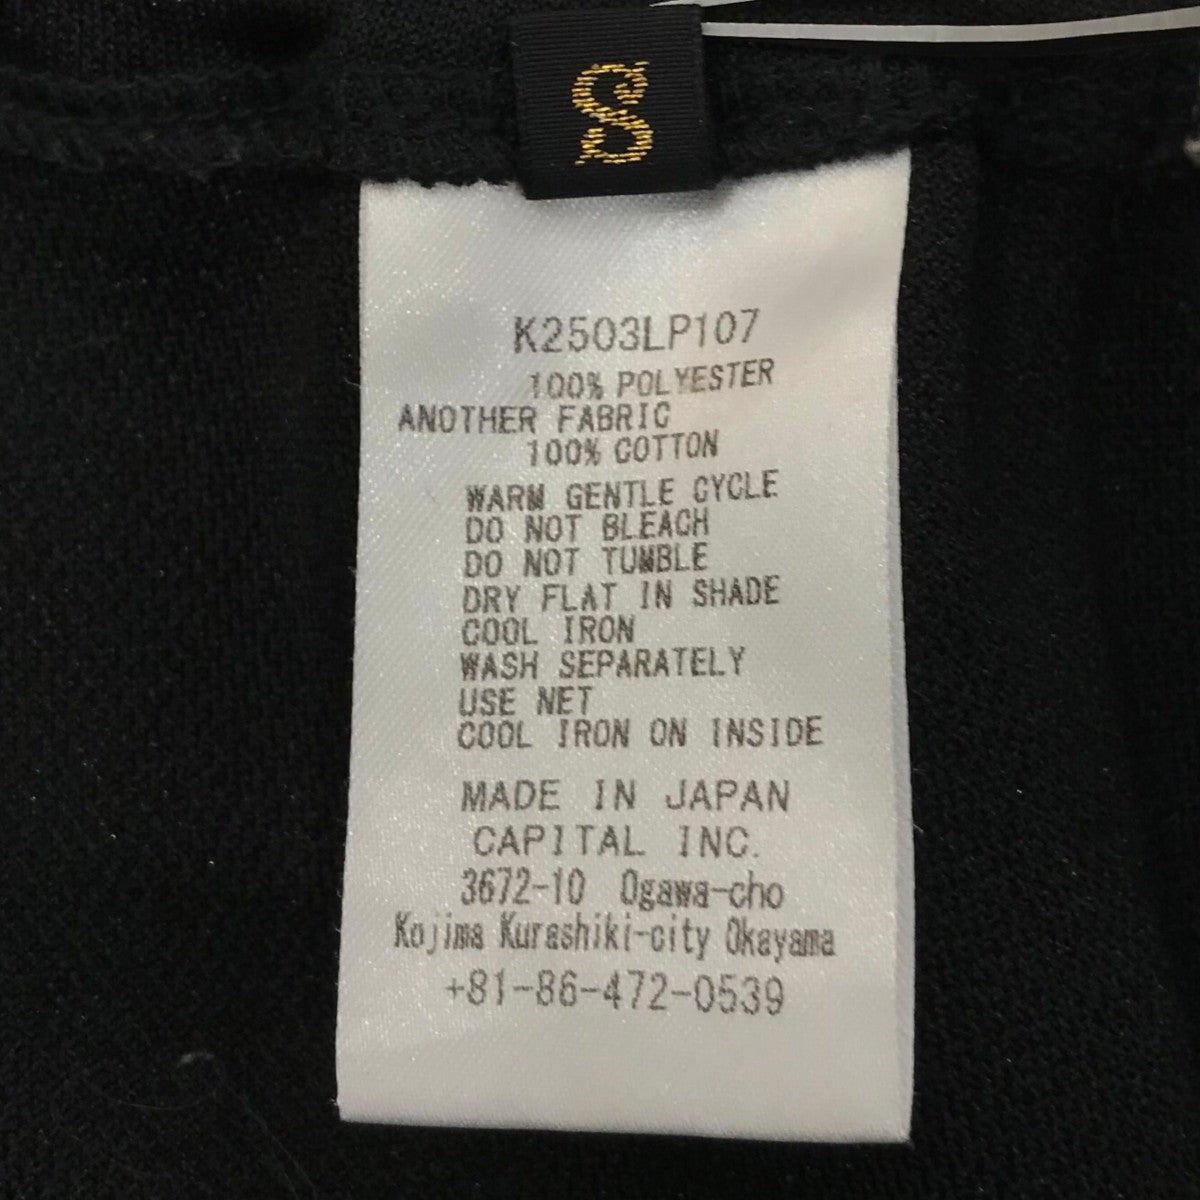 S
K2503LP107
100% POLYESTER
ANOTHER FABRIC
100% COTTON
WARM GENTLE CYCLE
DO NOT BLEACH
DO NOT TUMBLE
DRY FLAT IN SHADE
COOL IRON
WASH SEPARATELY
USE NET
COOL IRON ON INSIDE
MADE IN JAPAN
CAPITAL INC.
3672-10 Ogawa-cho
Kojima Kurashiki-city Okayama
+81-86-472-0539